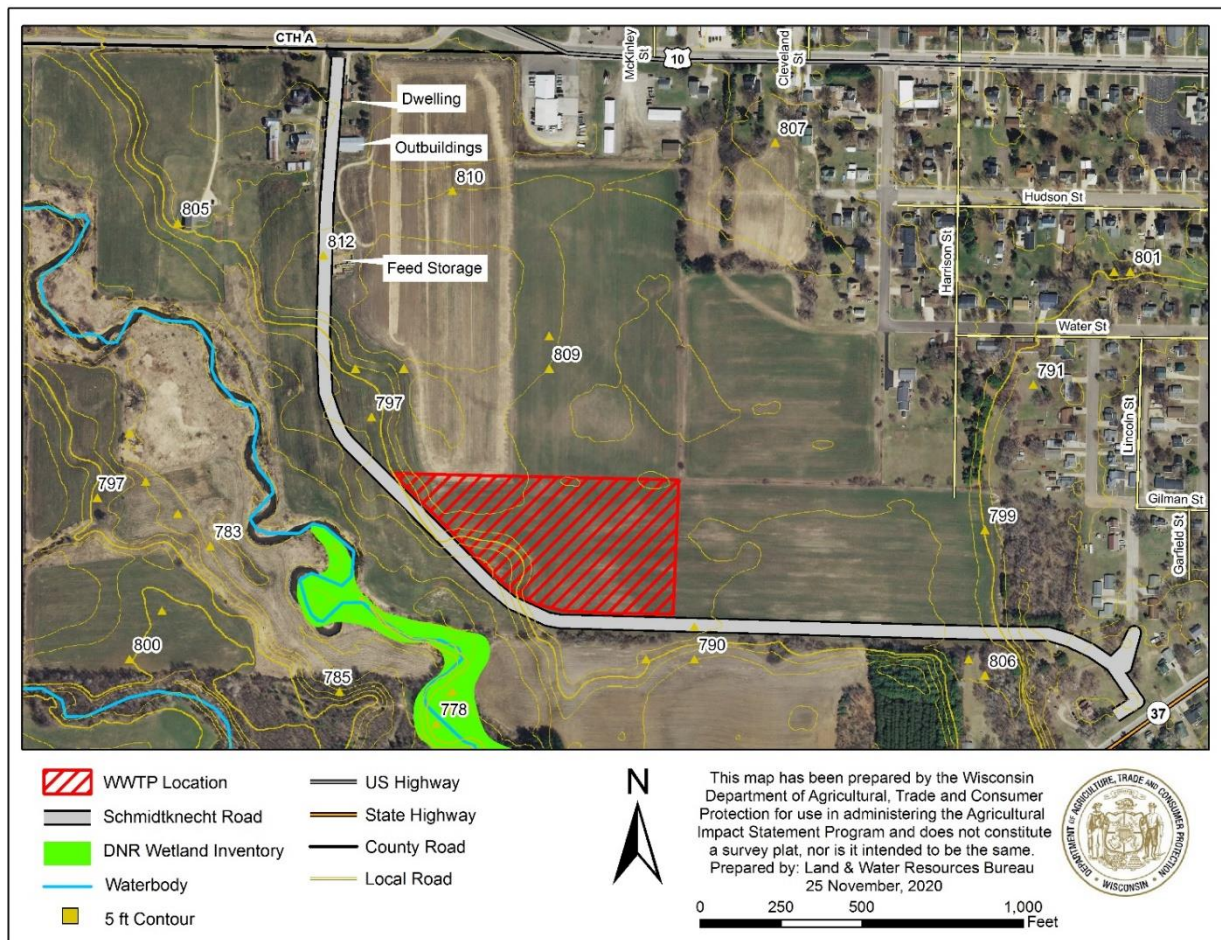 CTH A
McKinley
St
10
Cleveland
St
Dwelling
807
Outbuildings
810
Hudson St
805
812
Harrison St
801
Feed Storage
Water St
809
791
797
Lincoln St
797
Gilman St
783
799
Garfield St
800
790
806
785
778
37
WWTP Location
Schmidtknecht Road
DNR Wetland Inventory
Waterbody
5 ft Contour
US Highway
State Highway
County Road
Local Road
N
This map has been prepared by the Wisconsin
Department of Agricultural, Trade and Consumer
Protection for use in administering the Agricultural
Impact Statement Program and does not constitute
a survey plat, nor is it intended to be the same.
Prepared by: Land & Water Resources Bureau
25 November, 2020
0 250 500 1,000
Feet
DEPARTMENT OF AGRICULTURE, TRADE AND CONSUMER PROTECTION
• WISCONSIN •